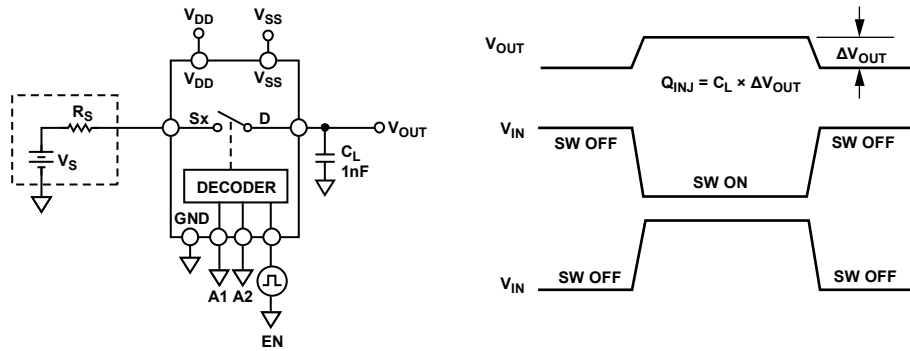 V_DD V_SS
V_DD V_SS
R_S
V_S
Sx D
V_OUT
C_L
1nF
DECODER
GND
A1 A2
EN
V_OUT
ΔV_OUT
Q_INJ = C_L × ΔV_OUT
V_IN
SW OFF SW OFF
SW ON
V_IN
SW OFF SW OFF